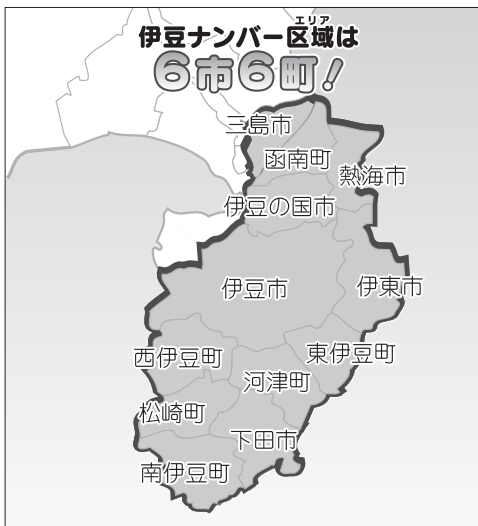 伊豆ナンバー区域は
エリア
6市6町!
三島市
函南町
熱海市
伊豆の国市
伊豆市
伊東市
西伊豆町
東伊豆町
河津町
松崎町
下田市
南伊豆町